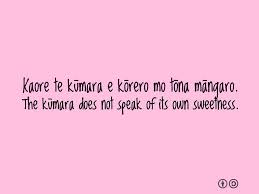 Kaore te kūmara e kōrero mo tōna māngaro.
The kūmara does not speak of its own sweetness.